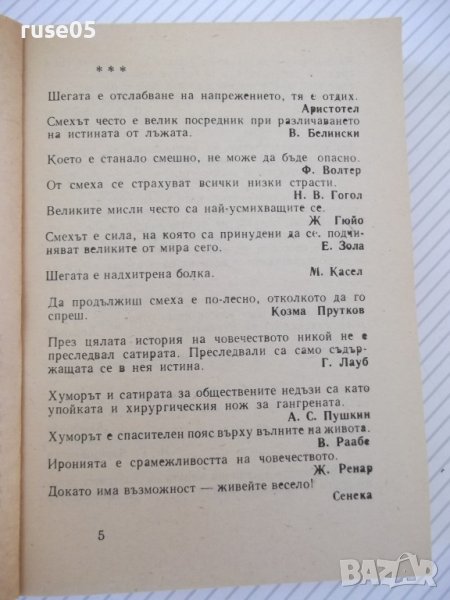 ruse05
* * *
Шегата е отслабване на напрежението, тя е отдих.
Аристотел
Смехът често е велик посредник при различаването
на истината от лъжата.
В. Белински
Което е станало смешно, не може да бъде опасно.
Ф. Волтер
От смеха се страхуват всички низки страсти.
Н. В. Гогол
Великите мисли често са най-усмихващите се.
Ж. Гюйо
Смехът е сила, на която са принудени да се подчи-
няват великите от мира сего.
Е. Зола
Шегата е надхитрена болка.
М. Касел
Да продължиш смеха е по-лесно, отколкото да го
спреш.
Козма Прутков
През цялата история на човечеството никой не е
преследвал сатирата. Преследвали са само съдър-
жащата се в нея истина.
Г. Лауб
Хуморът и сатирата за обществените недъзи са като
упойката и хирургическия нож за гангрената.
А. С. Пушкин
Хуморът е спасителен пояс върху вълните на живота.
В. Раабе
Иронията е срамежливостта на човечеството.
Ж. Ренар
Докато има възможност — живейте весело!
Сенека
5
BAZAR